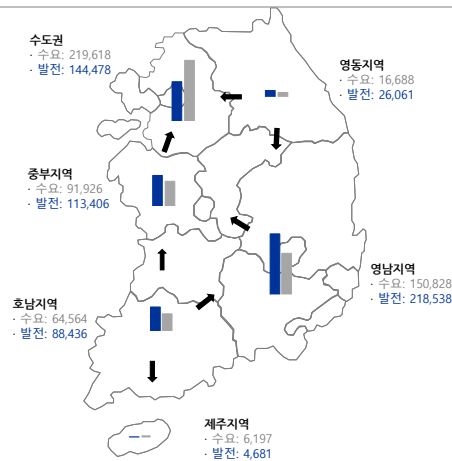 수도권
· 수요: 219,618
· 발전: 144,478
영동지역
· 수요: 16,688
· 발전: 26,061
중부지역
· 수요: 91,926
· 발전: 113,406
영남지역
· 수요: 150,828
· 발전: 218,538
호남지역
· 수요: 64,564
· 발전: 88,436
제주지역
· 수요: 6,197
· 발전: 4,681